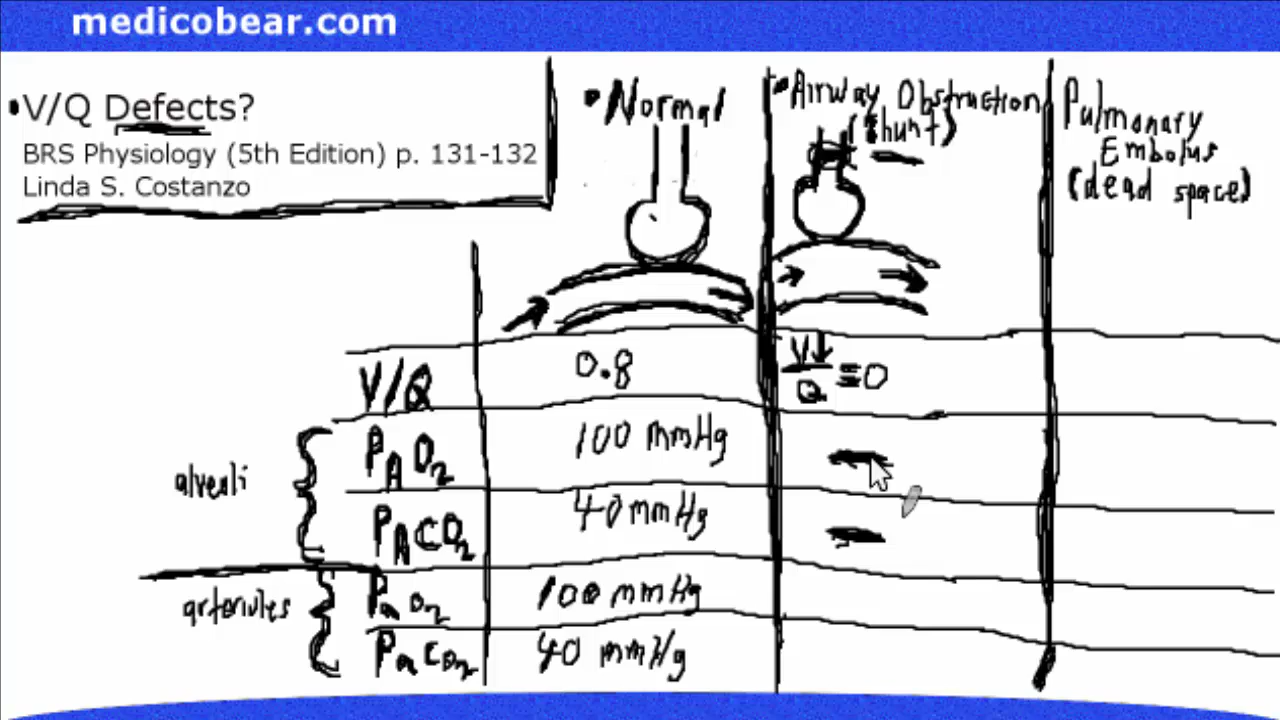 medicobear.com
•V/Q Defects?
BRS Physiology (5th Edition) p. 131-132
Linda S. Costanzo
• Normal
• Airway Obstruction
(shunt)
Pulmonary
Embolus
(dead space)
V/Q 0.8 V↓/Q = 0
alveoli
PAO2 100 mmHg —
PACO2 40 mmHg —
arterioles
PaO2 100 mmHg
PaCO2 40 mmHg